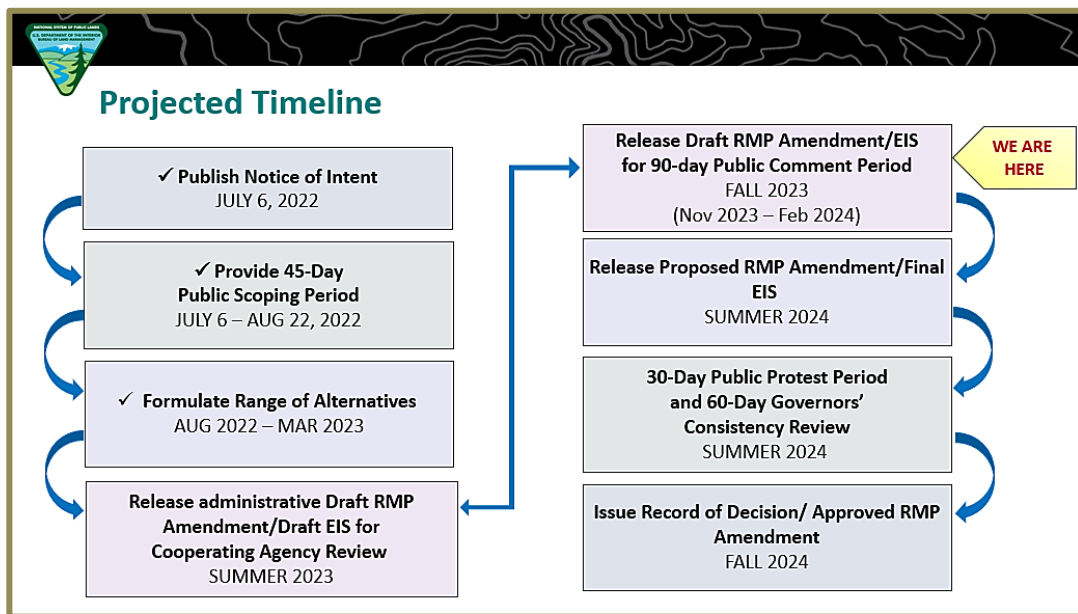 NATIONAL SYSTEM OF PUBLIC LANDS
U.S. DEPARTMENT OF THE INTERIOR
BUREAU OF LAND MANAGEMENT
Projected Timeline
✓ Publish Notice of Intent
JULY 6, 2022
✓ Provide 45-Day
Public Scoping Period
JULY 6 – AUG 22, 2022
✓ Formulate Range of Alternatives
AUG 2022 – MAR 2023
Release administrative Draft RMP
Amendment/Draft EIS for
Cooperating Agency Review
SUMMER 2023
Release Draft RMP Amendment/EIS
for 90-day Public Comment Period
FALL 2023
(Nov 2023 – Feb 2024)
WE ARE
HERE
Release Proposed RMP Amendment/Final
EIS
SUMMER 2024
30-Day Public Protest Period
and 60-Day Governors’
Consistency Review
SUMMER 2024
Issue Record of Decision/ Approved RMP
Amendment
FALL 2024